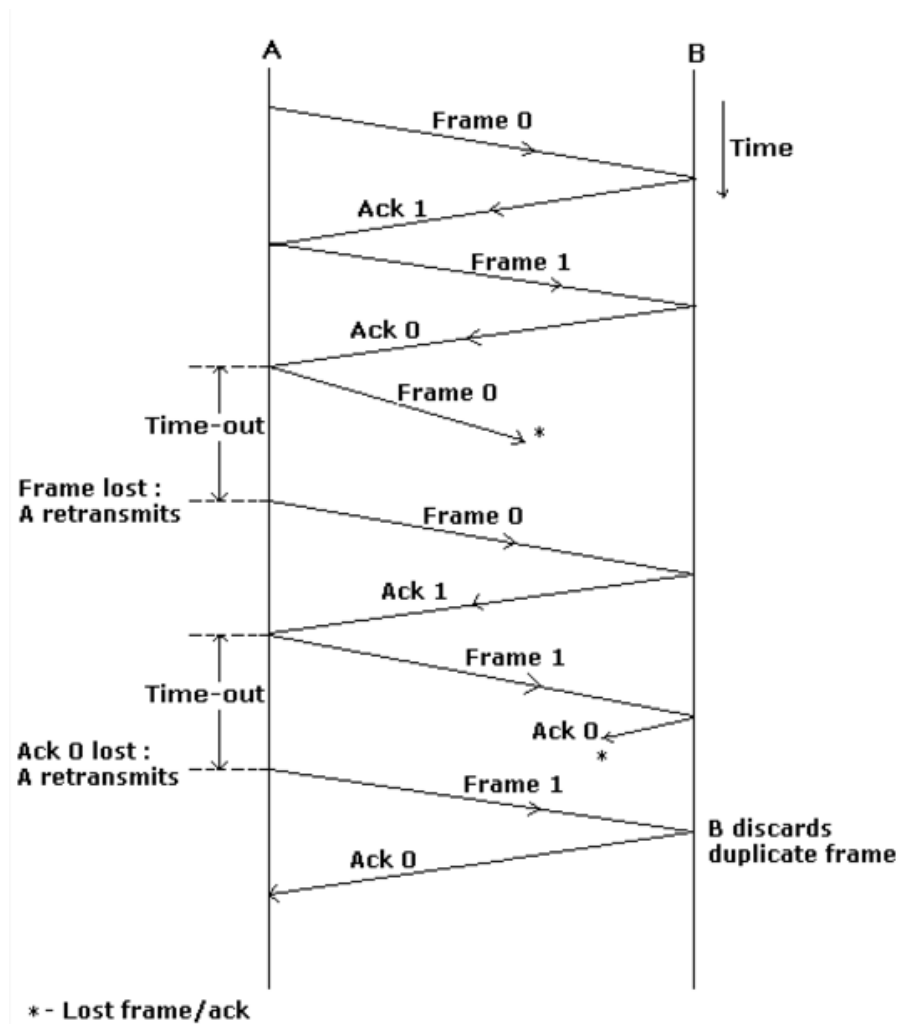 A
B
Frame 0
Time
Ack 1
Frame 1
Ack 0
Frame 0
*
Time-out
Frame lost :
A retransmits
Frame 0
Ack 1
Frame 1
Time-out
Ack 0
*
Ack 0 lost :
A retransmits
Frame 1
B discards
duplicate frame
Ack 0
* - Lost frame/ack